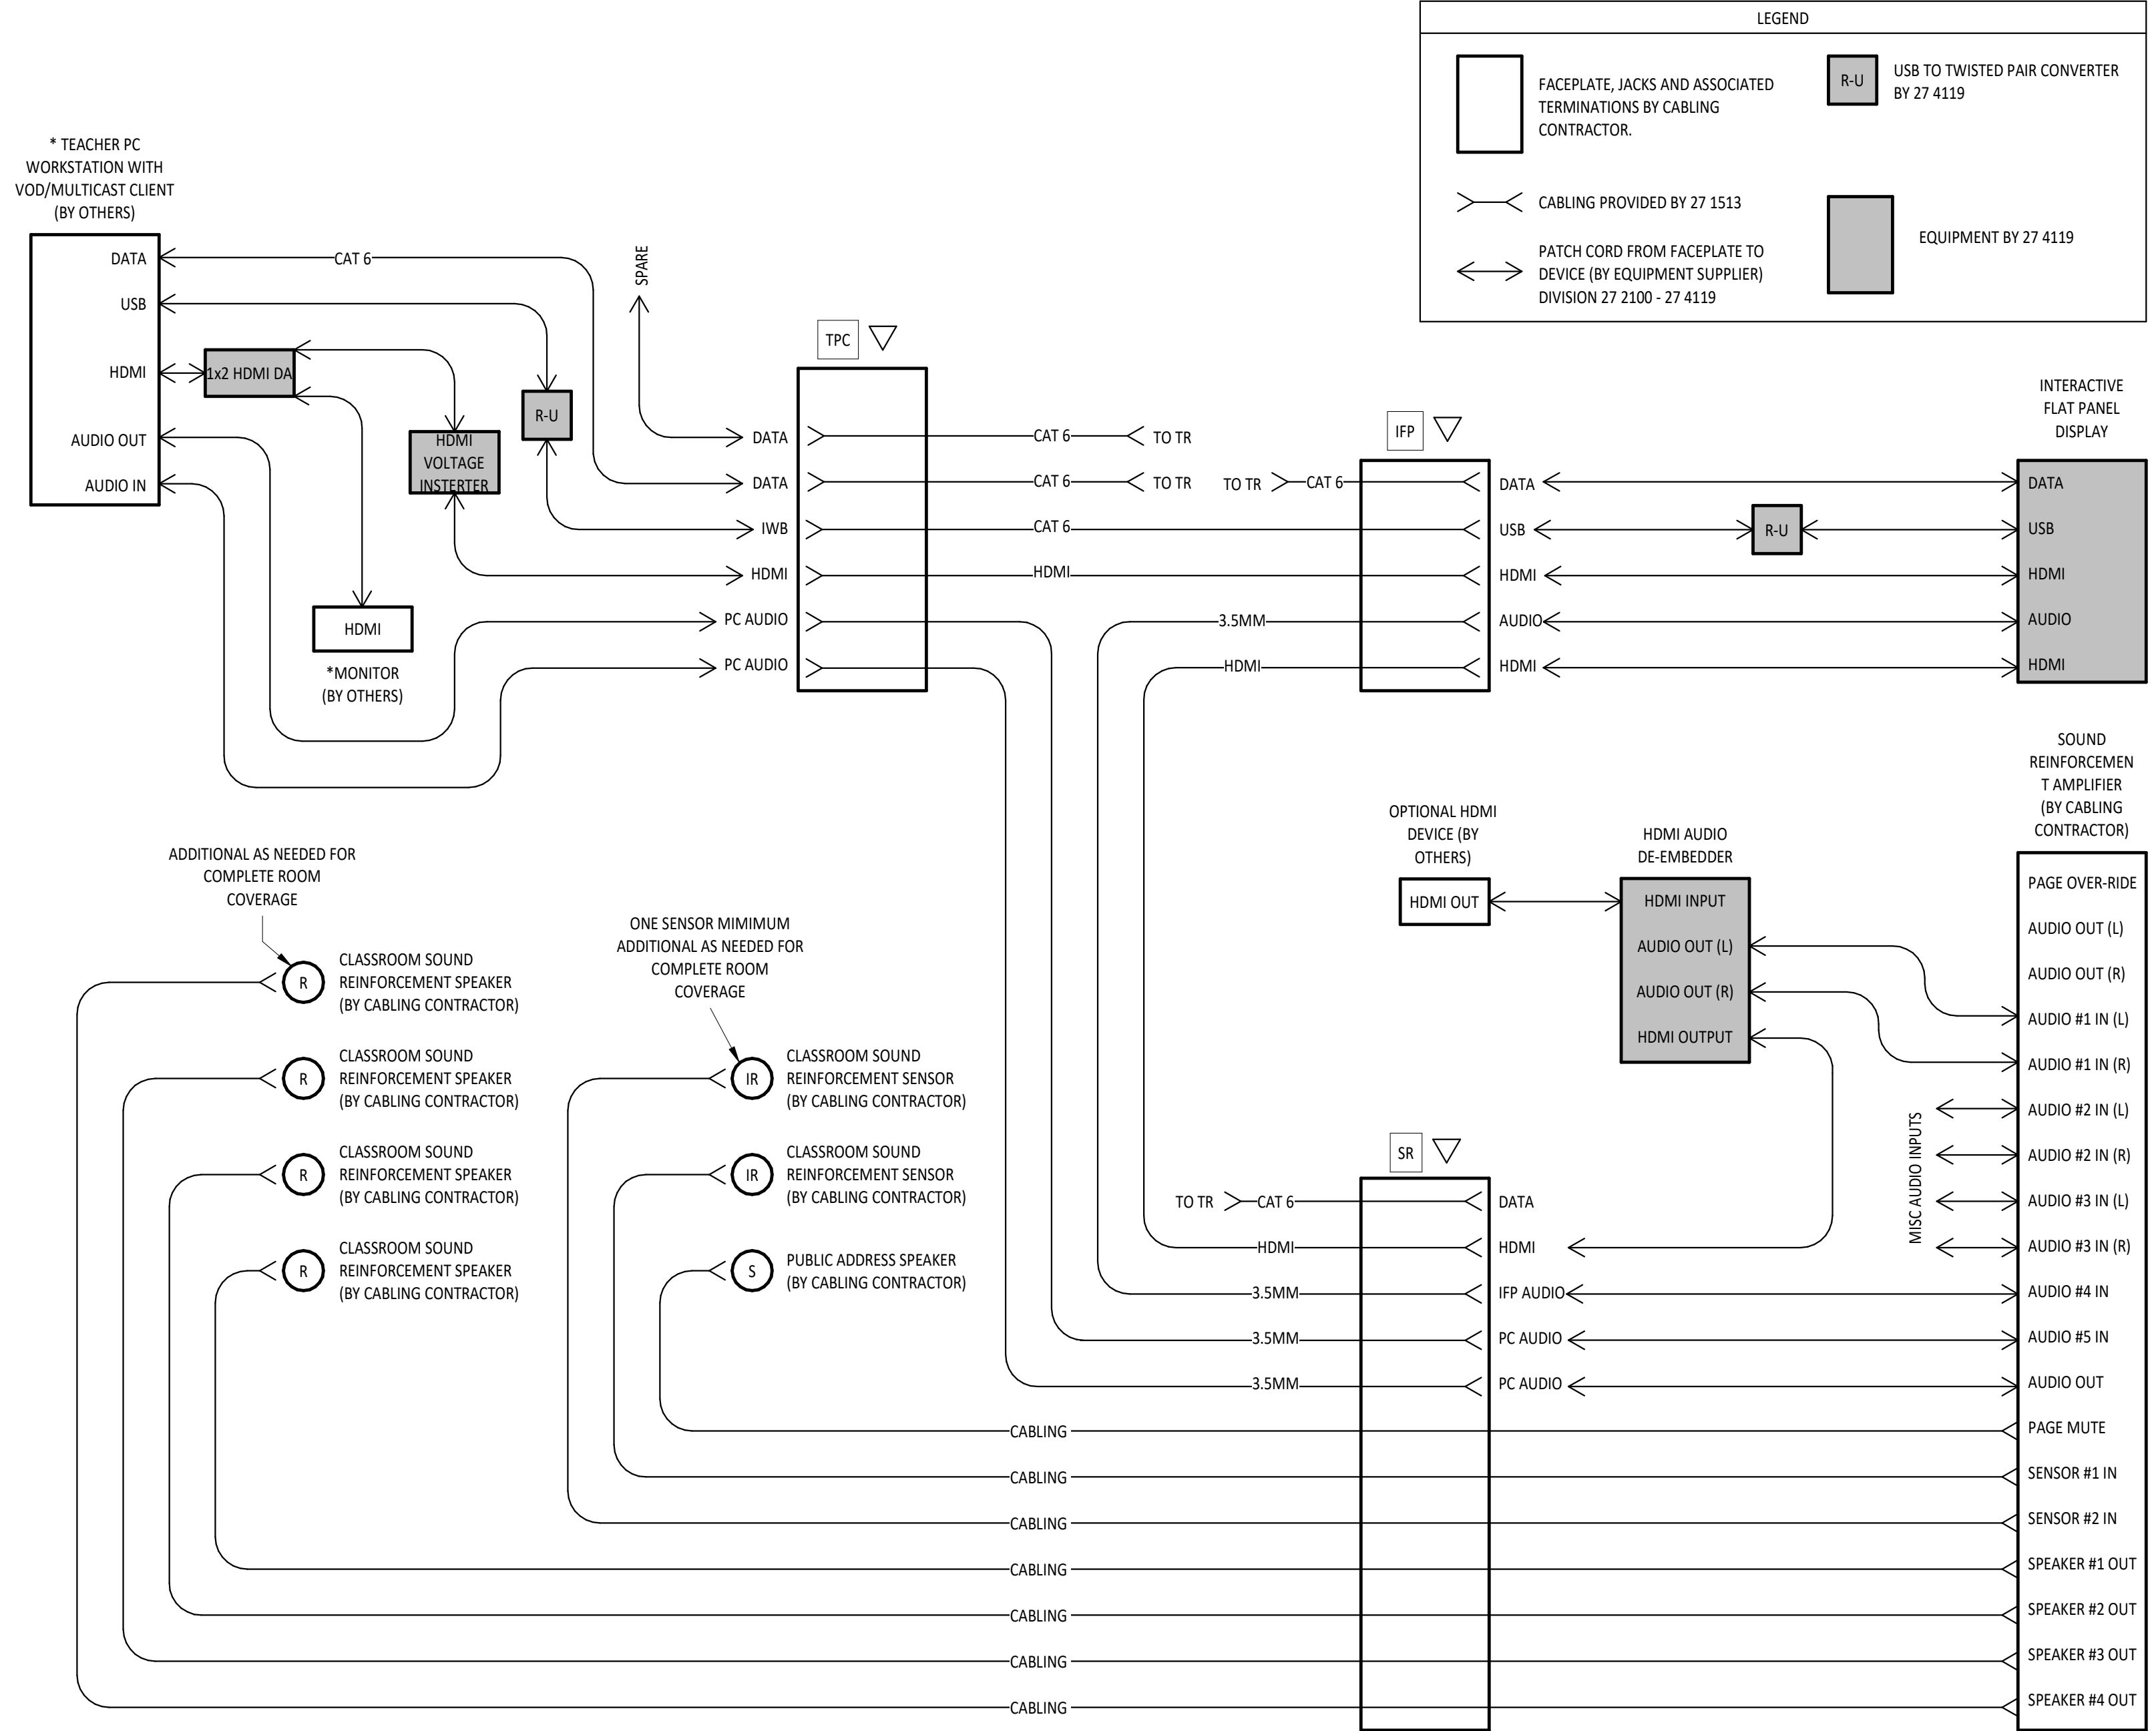 LEGEND
FACEPLATE, JACKS AND ASSOCIATED
TERMINATIONS BY CABLING
CONTRACTOR.
R-U
USB TO TWISTED PAIR CONVERTER
BY 27 4119
CABLING PROVIDED BY 27 1513
PATCH CORD FROM FACEPLATE TO
DEVICE (BY EQUIPMENT SUPPLIER)
DIVISION 27 2100 - 27 4119
EQUIPMENT BY 27 4119
* TEACHER PC
WORKSTATION WITH
VOD/MULTICAST CLIENT
(BY OTHERS)
DATA
USB
HDMI
AUDIO OUT
AUDIO IN
CAT 6
1x2 HDMI DA
HDMI
VOLTAGE
INSTERTER
R-U
SPARE
HDMI
*MONITOR
(BY OTHERS)
TPC
DATA
DATA
IWB
HDMI
PC AUDIO
PC AUDIO
CAT 6
TO TR
CAT 6
TO TR
CAT 6
HDMI
TO TR
CAT 6
3.5MM
HDMI
IFP
DATA
USB
HDMI
AUDIO
HDMI
R-U
INTERACTIVE
FLAT PANEL
DISPLAY
DATA
USB
HDMI
AUDIO
HDMI
OPTIONAL HDMI
DEVICE (BY
OTHERS)
HDMI OUT
HDMI AUDIO
DE-EMBEDDER
HDMI INPUT
AUDIO OUT (L)
AUDIO OUT (R)
HDMI OUTPUT
SOUND
REINFORCEMEN
T AMPLIFIER
(BY CABLING
CONTRACTOR)
PAGE OVER-RIDE
AUDIO OUT (L)
AUDIO OUT (R)
AUDIO #1 IN (L)
AUDIO #1 IN (R)
AUDIO #2 IN (L)
AUDIO #2 IN (R)
AUDIO #3 IN (L)
AUDIO #3 IN (R)
AUDIO #4 IN
AUDIO #5 IN
AUDIO OUT
PAGE MUTE
SENSOR #1 IN
SENSOR #2 IN
SPEAKER #1 OUT
SPEAKER #2 OUT
SPEAKER #3 OUT
SPEAKER #4 OUT
MISC AUDIO INPUTS
ADDITIONAL AS NEEDED FOR
COMPLETE ROOM
COVERAGE
R
CLASSROOM SOUND
REINFORCEMENT SPEAKER
(BY CABLING CONTRACTOR)
R
CLASSROOM SOUND
REINFORCEMENT SPEAKER
(BY CABLING CONTRACTOR)
R
CLASSROOM SOUND
REINFORCEMENT SPEAKER
(BY CABLING CONTRACTOR)
R
CLASSROOM SOUND
REINFORCEMENT SPEAKER
(BY CABLING CONTRACTOR)
ONE SENSOR MIMIMUM
ADDITIONAL AS NEEDED FOR
COMPLETE ROOM
COVERAGE
IR
CLASSROOM SOUND
REINFORCEMENT SENSOR
(BY CABLING CONTRACTOR)
IR
CLASSROOM SOUND
REINFORCEMENT SENSOR
(BY CABLING CONTRACTOR)
S
PUBLIC ADDRESS SPEAKER
(BY CABLING CONTRACTOR)
SR
TO TR
CAT 6
DATA
HDMI
HDMI
3.5MM
IFP AUDIO
3.5MM
PC AUDIO
3.5MM
PC AUDIO
CABLING
CABLING
CABLING
CABLING
CABLING
CABLING
CABLING